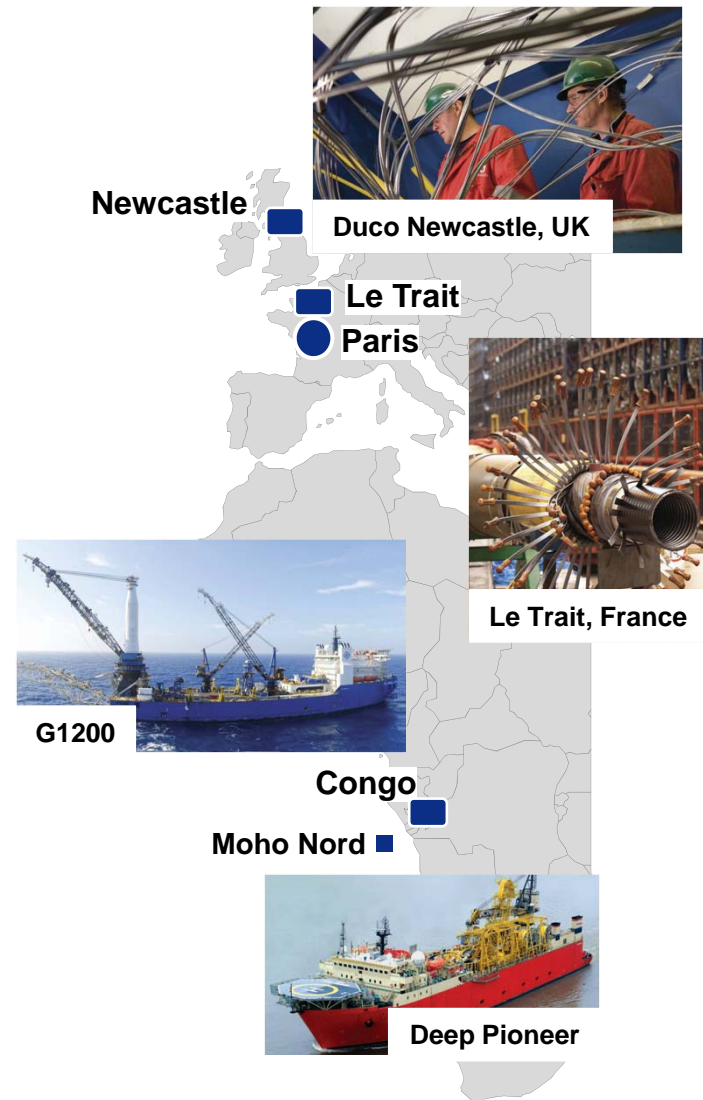 Newcastle
Duco Newcastle, UK
Le Trait
Paris
Le Trait, France
G1200
Congo
Moho Nord
Deep Pioneer